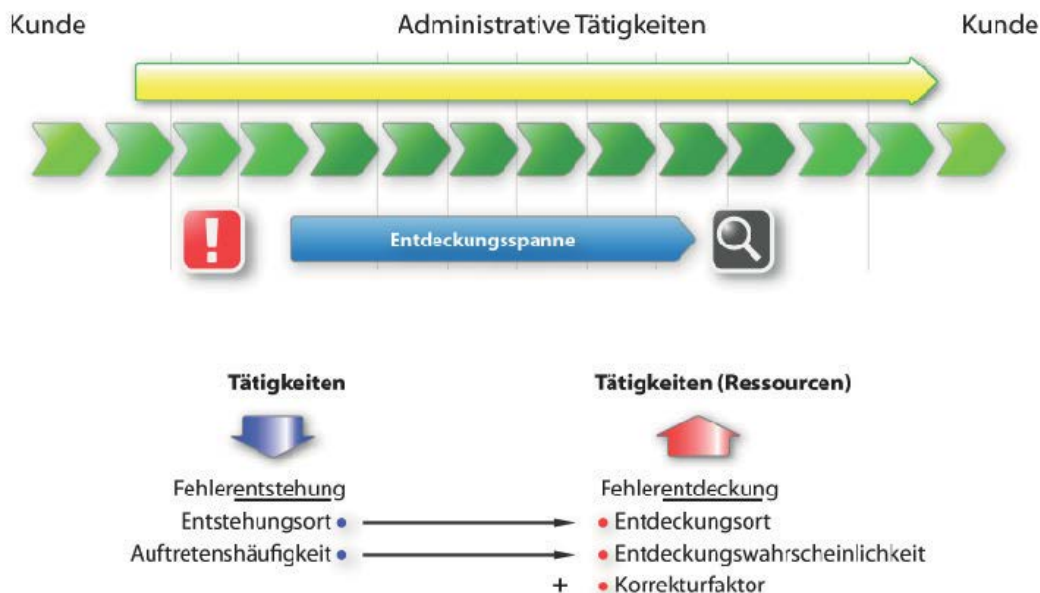 Kunde Administrative Tätigkeiten Kunde
!
Entdeckungsspanne
Tätigkeiten Tätigkeiten (Ressourcen)
Fehlerentstehung Fehlerentdeckung
Entstehungsort • • Entdeckungsort
Auftretenshäufigkeit • • Entdeckungswahrscheinlichkeit
+ • Korrekturfaktor